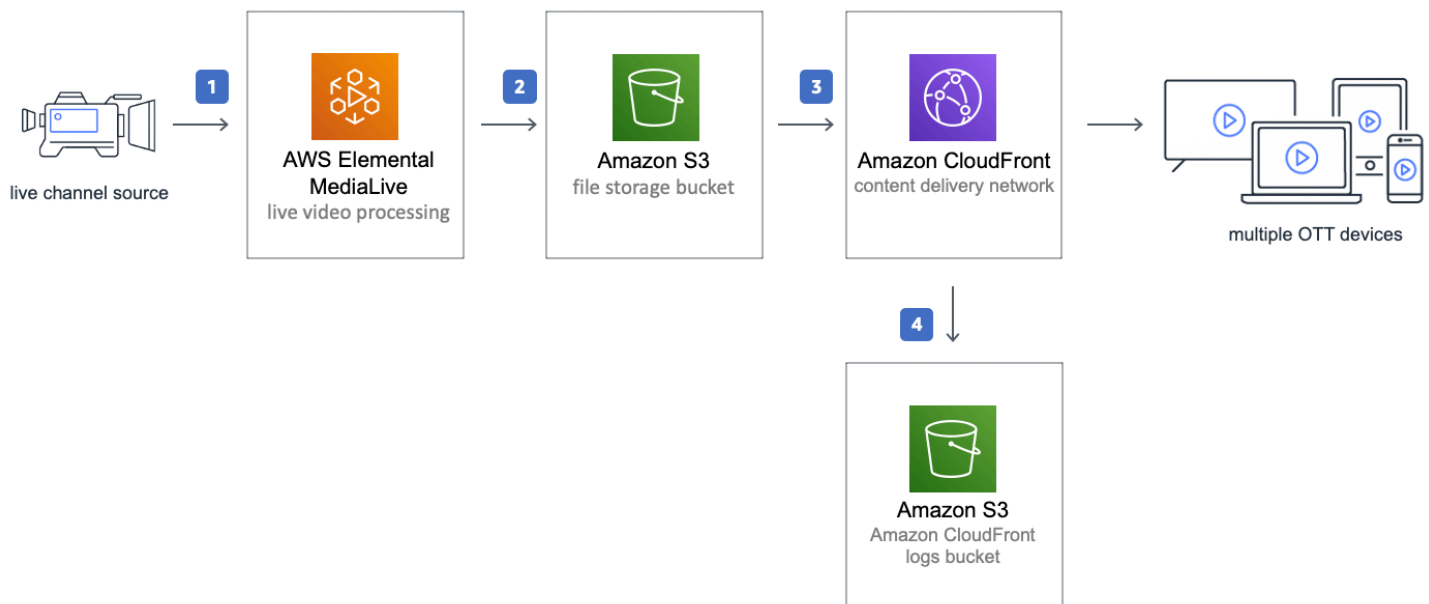 1
2
3
live channel source
AWS Elemental
MediaLive
live video processing
Amazon S3
file storage bucket
Amazon CloudFront
content delivery network
multiple OTT devices
4
Amazon S3
Amazon CloudFront
logs bucket